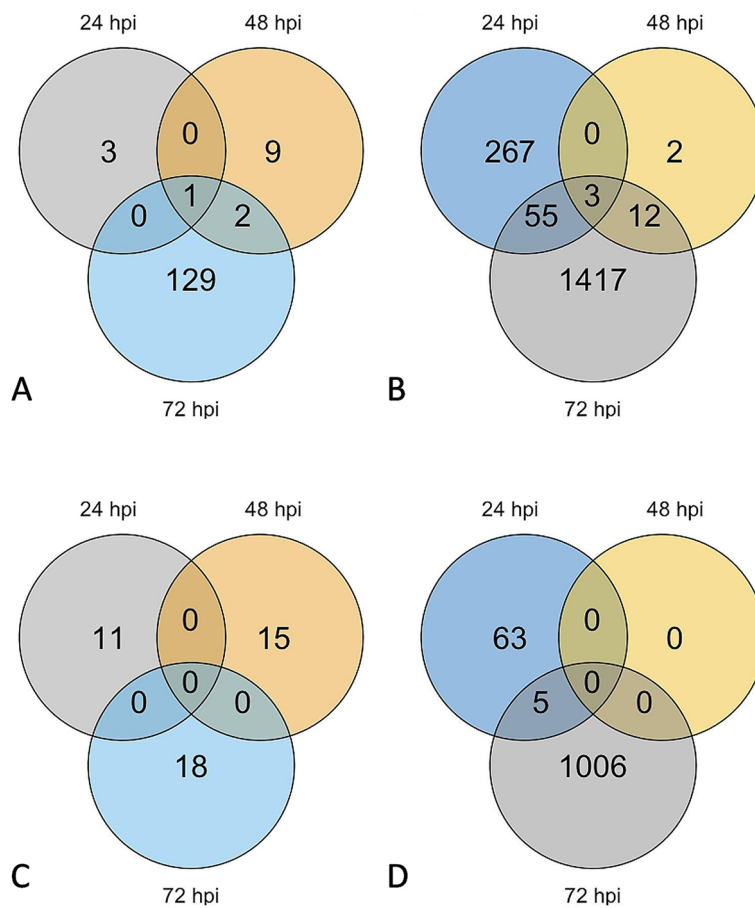 24 hpi 48 hpi
3 0 9
1
0 2
129
A
72 hpi
24 hpi 48 hpi
267 0 2
3
55 12
1417
B
72 hpi
24 hpi 48 hpi
11 0 15
0
0 0
18
C
72 hpi
24 hpi 48 hpi
63 0 0
0
5 0
1006
D
72 hpi